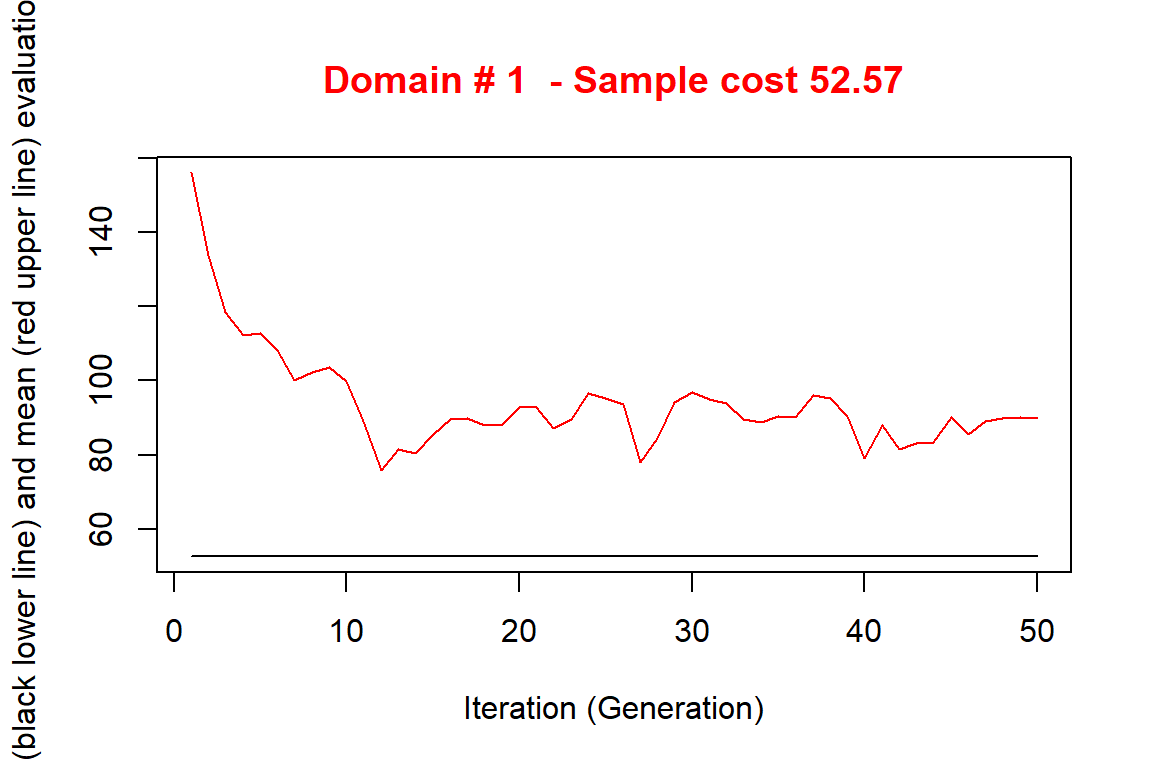 Domain # 1  - Sample cost 52.57
(black lower line) and mean (red upper line) evaluatio
140
100
80
60
0 10 20 30 40 50
Iteration (Generation)